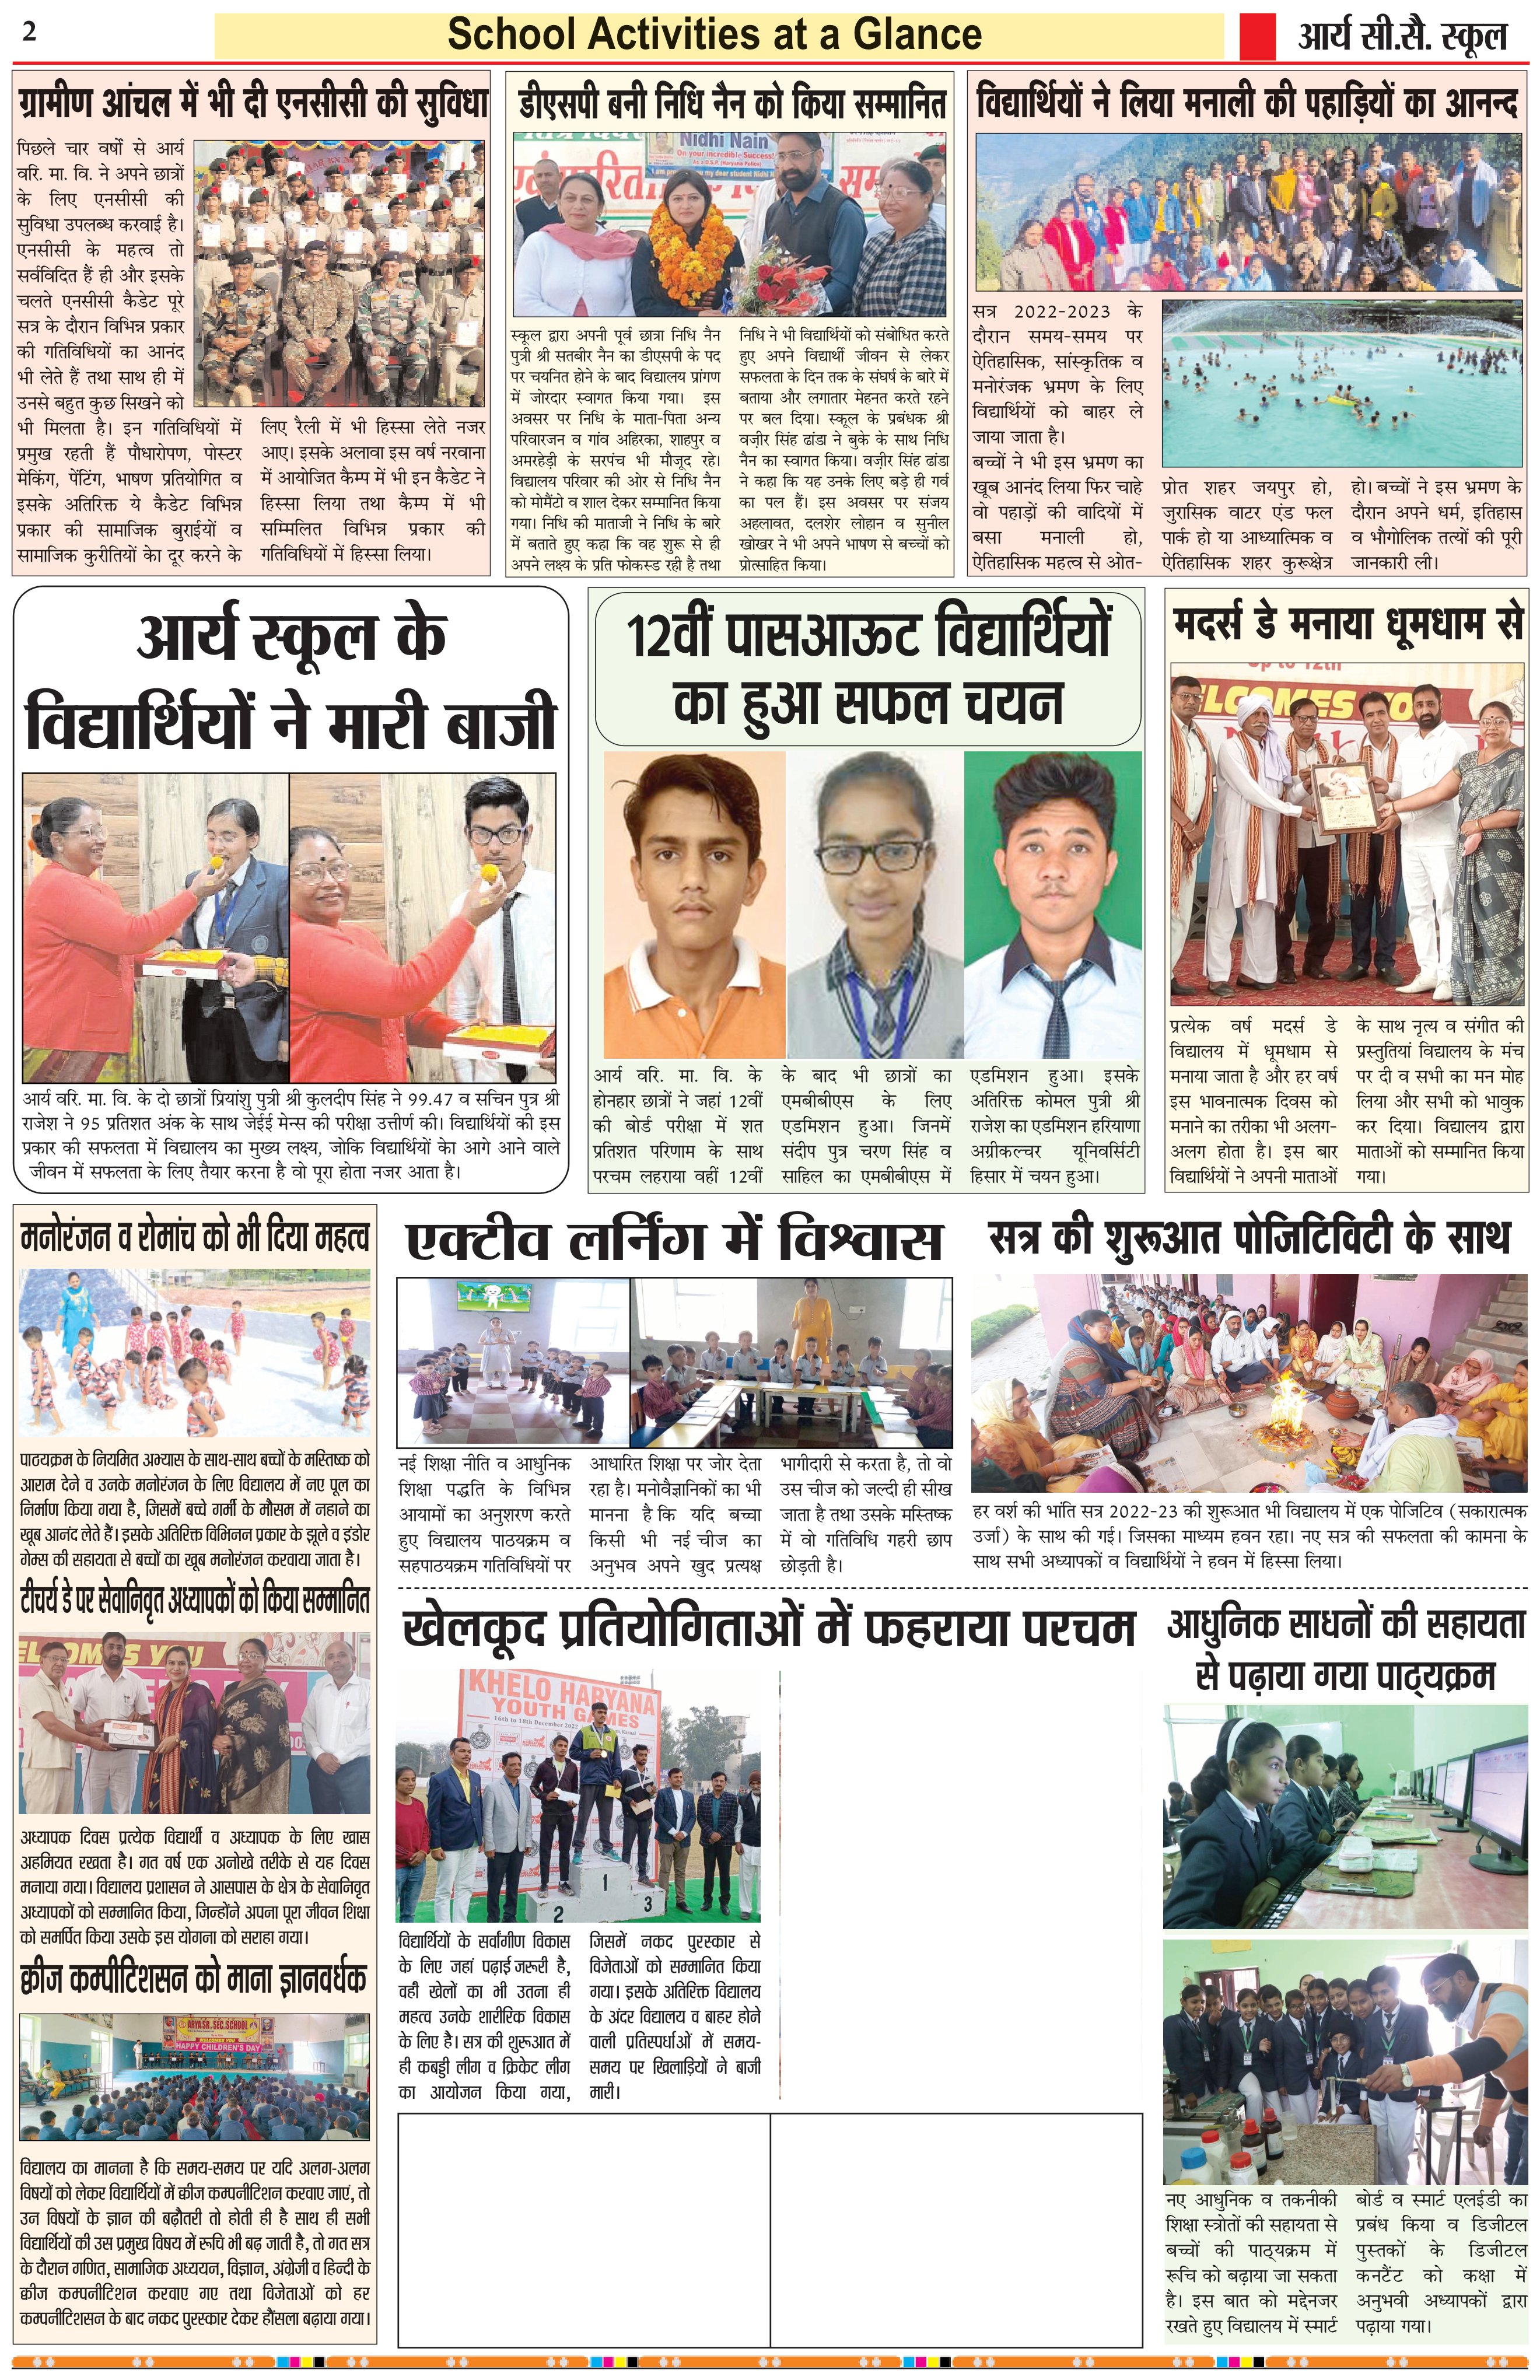 2
School Activities at a Glance
आर्य सी.सै. स्कूल
ग्रामीण आंचल में भी दी एनसीसी की सुविधा
पिछले चार वर्षों से आर्य
वरि. मा. वि. ने अपने छात्रों
के लिए एनसीसी की
सुविधा उपलब्ध करवाई है।
एनसीसी के महत्व तो
सर्वविदित हैं ही और इसके
चलते एनसीसी कैडेट पूरे
सत्र के दौरान विभिन्न प्रकार
की गतिविधियों का आनंद
भी लेते हैं तथा साथ ही में
उनसे बहुत कुछ सिखने को
भी मिलता है। इन गतिविधियों में
प्रमुख रहती हैं पौधारोपण, पोस्टर
मेकिंग, पेंटिंग, भाषण प्रतियोगित व
इसके अतिरिक्त ये कैडेट विभिन्न
प्रकार की सामाजिक बुराईयों व
सामाजिक कुरीतियों केा दूर करने के
लिए रैली में भी हिस्सा लेते नजर
आए। इसके अलावा इस वर्ष नरवाना
में आयोजित कैम्प में भी इन कैडेट ने
हिस्सा लिया तथा कैम्प में भी
सम्मिलित विभिन्न प्रकार की
गतिविधियों में हिस्सा लिया।
डीएसपी बनी निधि नैन को किया सम्मानित
Nidhi Nain
On your incredible Success
स्कूल द्वारा अपनी पूर्व छात्रा निधि नैन
पुत्री श्री सतबीर नैन का डीएसपी के पद
पर चयनित होने के बाद विद्यालय प्रांगण
में जोरदार स्वागत किया गया। इस
अवसर पर निधि के माता-पिता अन्य
परिवारजन व गांव अहिरका, शाहपुर व
अमरहेड़ी के सरपंच भी मौजूद रहे।
विद्यालय परिवार की ओर से निधि नैन
को मोमैंटो व शाल देकर सम्मानित किया
गया। निधि की माताजी ने निधि के बारे
में बताते हुए कहा कि वह शुरू से ही
अपने लक्ष्य के प्रति फोकस्ड रही है तथा
निधि ने भी विद्यार्थियों को संबोधित करते
हुए अपने विद्यार्थी जीवन से लेकर
सफलता के दिन तक के संघर्ष के बारे में
बताया और लगातार मेहनत करते रहने
पर बल दिया। स्कूल के प्रबंधक श्री
वज़ीर सिंह ढांडा ने बुके के साथ निधि
नैन का स्वागत किया। वज़ीर सिंह ढांडा
ने कहा कि यह उनके लिए बड़े ही गर्व
का पल हैं। इस अवसर पर संजय
अहलावत, दलशेर लोहान व सुनील
खोखर ने भी अपने भाषण से बच्चों को
प्रोत्साहित किया।
विद्यार्थियों ने लिया मनाली की पहाड़ियों का आनन्द
सत्र 2022-2023 के
दौरान समय-समय पर
ऐतिहासिक, सांस्कृतिक व
मनोरंजक भ्रमण के लिए
विद्यार्थियों को बाहर ले
जाया जाता है।
बच्चों ने भी इस भ्रमण का
खूब आनंद लिया फिर चाहे
वो पहाड़ों की वादियों में
बसा मनाली हो,
ऐतिहासिक महत्व से ओत-
प्रोत शहर जयपुर हो,
जुरासिक वाटर एंड फल
पार्क हो या आध्यात्मिक व
ऐतिहासिक शहर कुरूक्षेत्र
हो। बच्चों ने इस भ्रमण के
दौरान अपने धर्म, इतिहास
व भौगोलिक तत्यों की पूरी
जानकारी ली।
आर्य स्कूल के
विद्यार्थियों ने मारी बाजी
आर्य वरि. मा. वि. के दो छात्रों प्रियांशु पुत्री श्री कुलदीप सिंह ने 99.47 व सचिन पुत्र श्री
राजेश ने 95 प्रतिशत अंक के साथ जेईई मेन्स की परीक्षा उत्तीर्ण की। विद्यार्थियों की इस
प्रकार की सफलता में विद्यालय का मुख्य लक्ष्य, जोकि विद्यार्थियों केा आगे आने वाले
जीवन में सफलता के लिए तैयार करना है वो पूरा होता नजर आता है।
12वीं पासआऊट विद्यार्थियों
का हुआ सफल चयन
आर्य वरि. मा. वि. के
होनहार छात्रों ने जहां 12वीं
की बोर्ड परीक्षा में शत
प्रतिशत परिणाम के साथ
परचम लहराया वहीं 12वीं
के बाद भी छात्रों का
एमबीबीएस के लिए
एडमिशन हुआ। जिनमें
संदीप पुत्र चरण सिंह व
साहिल का एमबीबीएस में
एडमिशन हुआ। इसके
अतिरिक्त कोमल पुत्री श्री
राजेश का एडमिशन हरियाणा
अग्रीकल्चर यूनिवर्सिटी
हिसार में चयन हुआ।
मदर्स डे मनाया धूमधाम से
Up to 12th
ELCOMES YOU
प्रत्येक वर्ष मदर्स डे
विद्यालय में धूमधाम से
मनाया जाता है और हर वर्ष
इस भावनात्मक दिवस को
मनाने का तरीका भी अलग-
अलग होता है। इस बार
विद्यार्थियों ने अपनी माताओं
के साथ नृत्य व संगीत की
प्रस्तुतियां विद्यालय के मंच
पर दी व सभी का मन मोह
लिया और सभी को भावुक
कर दिया। विद्यालय द्वारा
माताओं को सम्मानित किया
गया।
मनोरंजन व रोमांच को भी दिया महत्व
पाठयक्रम के नियमित अभ्यास के साथ-साथ बच्चों के मस्तिष्क को
आराम देने व उनके मनोरंजन के लिए विद्यालय में नए पूल का
निर्माण किया गया है, जिसमें बच्चे गर्मी के मौसम में नहाने का
खूब आनंद लेते हैं। इसके अतिरिक्त विभिनन प्रकार के झूले व इंडोर
गेम्स की सहायता से बच्चों का खूब मनोरंजन करवाया जाता है।
टीचर्य डे पर सेवानिवृत अध्यापकों को किया सम्मानित
ELCOMES YOU
अध्यापक दिवस प्रत्येक विद्यार्थी व अध्यापक के लिए खास
अहमियत रखता है। गत वर्ष एक अनोखे तरीके से यह दिवस
मनाया गया। विद्यालय प्रशासन ने आसपास के क्षेत्र के सेवानिवृत
अध्यापकों को सम्मानित किया, जिन्होंने अपना पूरा जीवन शिक्षा
को समर्पित किया उसके इस योगना को सराहा गया।
क्वीज कम्पीटिशसन को माना ज्ञानवर्धक
ARYA SR. SEC. SCHOOL
WELCOMES YOU
HAPPY CHILDREN'S DAY
विद्यालय का मानना है कि समय-समय पर यदि अलग-अलग
विषयों को लेकर विद्यार्थियों में क्वीज कम्पनीटिशन करवाए जाएं, तो
उन विषयों के ज्ञान की बढ़ौतरी तो होती ही है साथ ही सभी
विद्यार्थियों की उस प्रमुख विषय में रूचि भी बढ़ जाती है, तो गत सत्र
के दौरान गणित, सामाजिक अध्ययन, विज्ञान, अंग्रेजी व हिन्दी के
क्वीज कम्पनीटिशन करवाए गए तथा विजेताओं को हर
कम्पनीटिशसन के बाद नकद पुरस्कार देकर हौंसला बढ़ाया गया।
एक्टीव लर्निंग में विश्वास
नई शिक्षा नीति व आधुनिक
शिक्षा पद्धति के विभिन्न
आयामों का अनुशरण करते
हुए विद्यालय पाठयक्रम व
सहपाठयक्रम गतिविधियों पर
आधारित शिक्षा पर जोर देता
रहा है। मनोवैज्ञानिकों का भी
मानना है कि यदि बच्चा
किसी भी नई चीज का
अनुभव अपने खुद प्रत्यक्ष
भागीदारी से करता है, तो वो
उस चीज को जल्दी ही सीख
जाता है तथा उसके मस्तिष्क
में वो गतिविधि गहरी छाप
छोड़ती है।
सत्र की शुरूआत पोजिटिविटी के साथ
हर वर्श की भांति सत्र 2022-23 की शुरूआत भी विद्यालय में एक पोजिटिव (सकारात्मक
उर्जा) के साथ की गई। जिसका माध्यम हवन रहा। नए सत्र की सफलता की कामना के
साथ सभी अध्यापकों व विद्यार्थियों ने हवन में हिस्सा लिया।
खेलकूद प्रतियोगिताओं में फहराया परचम
KHELO HARYANA
YOUTH GAMES
16th to 18th December 2022
1
2
3
विद्यार्थियों के सर्वांगीण विकास
के लिए जहां पढ़ाई जरूरी है,
वही खेलों का भी उतना ही
महत्व उनके शारीरिक विकास
के लिए है। सत्र की शुरूआत में
ही कबड्डी लीग व क्रिकेट लीग
का आयोजन किया गया,
जिसमें नकद पुरस्कार से
विजेताओं को सम्मानित किया
गया। इसके अतिरिक्त विद्यालय
के अंदर विद्यालय व बाहर होने
वाली प्रतिस्पर्धाओं में समय-
समय पर खिलाड़ियों ने बाजी
मारी।
आधुनिक साधनों की सहायता
से पढ़ाया गया पाठ्यक्रम
नए आधुनिक व तकनीकी
शिक्षा स्त्रोतों की सहायता से
बच्चों की पाठ्यक्रम में
रूचि को बढ़ाया जा सकता
है। इस बात को मद्देनजर
रखते हुए विद्यालय में स्मार्ट
बोर्ड व स्मार्ट एलईडी का
प्रबंध किया व डिजीटल
पुस्तकों के डिजीटल
कनटैंट को कक्षा में
अनुभवी अध्यापकों द्वारा
पढ़ाया गया।